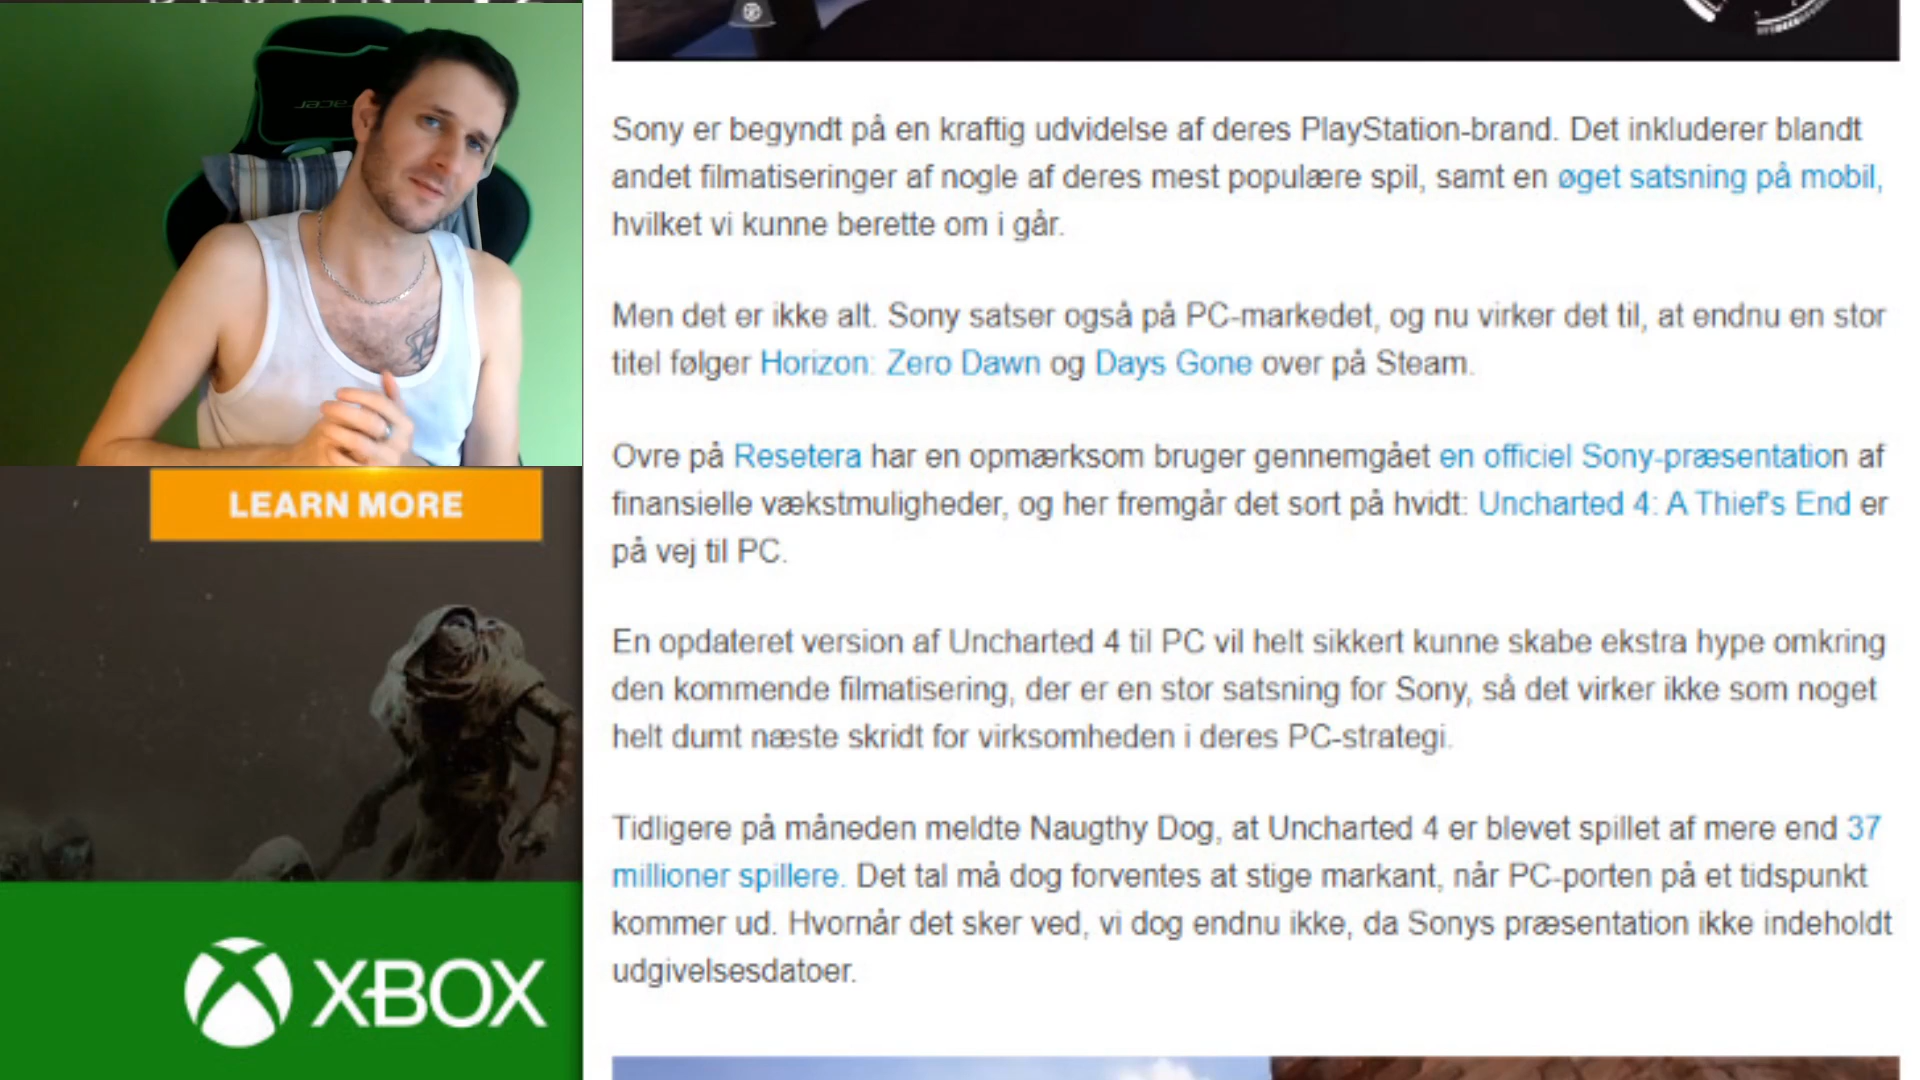 Sony er begyndt på en kraftig udvidelse af deres PlayStation-brand. Det inkluderer blandt
andet filmatiseringer af nogle af deres mest populære spil, samt en øget satsning på mobil,
hvilket vi kunne berette om i går.
Men det er ikke alt. Sony satser også på PC-markedet, og nu virker det til, at endnu en stor
titel følger Horizon: Zero Dawn og Days Gone over på Steam.
Ovre på Resetera har en opmærksom bruger gennemgået en officiel Sony-præsentation af
finansielle vækstmuligheder, og her fremgår det sort på hvidt: Uncharted 4: A Thief's End er
på vej til PC.
En opdateret version af Uncharted 4 til PC vil helt sikkert kunne skabe ekstra hype omkring
den kommende filmatisering, der er en stor satsning for Sony, så det virker ikke som noget
helt dumt næste skridt for virksomheden i deres PC-strategi.
Tidligere på måneden meldte Naugthy Dog, at Uncharted 4 er blevet spillet af mere end 37
millioner spillere. Det tal må dog forventes at stige markant, når PC-porten på et tidspunkt
kommer ud. Hvornår det sker ved, vi dog endnu ikke, da Sonys præsentation ikke indeholdt
udgivelsesdatoer.
acer
LEARN MORE
XBOX